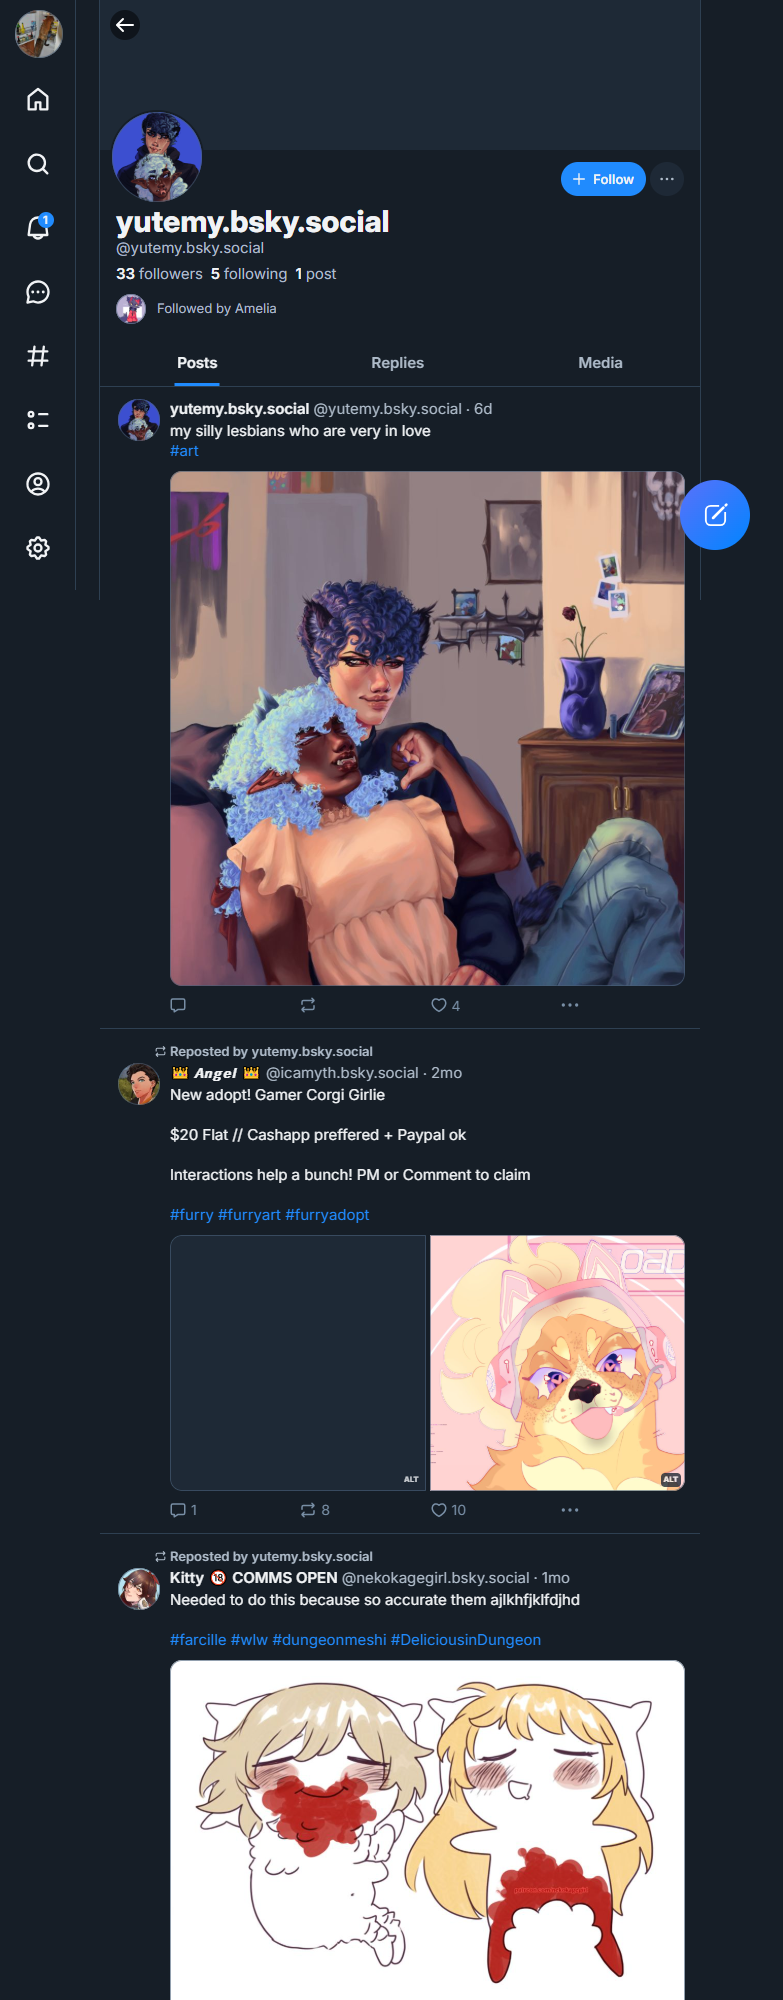 1
+ Follow
yutemy.bsky.social
@yutemy.bsky.social
33 followers 5 following 1 post
Followed by Amelia
Posts Replies Media
yutemy.bsky.social @yutemy.bsky.social · 6d
my silly lesbians who are very in love
#art
4
Reposted by yutemy.bsky.social
👑 𝑨𝒏𝒈𝒆𝒍 👑 @icamyth.bsky.social · 2mo
New adopt! Gamer Corgi Girlie
$20 Flat // Cashapp preffered + Paypal ok
Interactions help a bunch! PM or Comment to claim
#furry #furryart #furryadopt
LOAD
ALT
ALT
1 8 10
Reposted by yutemy.bsky.social
Kitty 🔞 COMMS OPEN @nekokagegirl.bsky.social · 1mo
Needed to do this because so accurate them ajlkhfjklfdjhd
#farcille #wlw #dungeonmeshi #DeliciousinDungeon